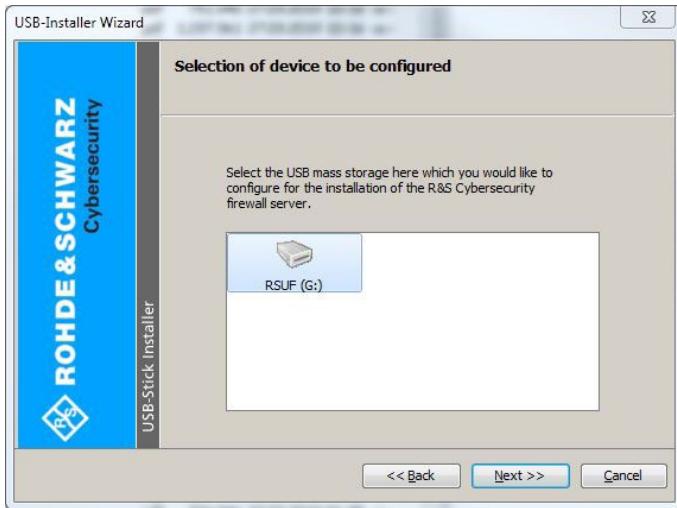 USB-Installer Wizard
Selection of device to be configured
ROHDE & SCHWARZ
Cybersecurity
USB-Stick Installer
R&S
Select the USB mass storage here which you would like to
configure for the installation of the R&S Cybersecurity
firewall server.
RSUF (G:)
<< Back
Next >>
Cancel